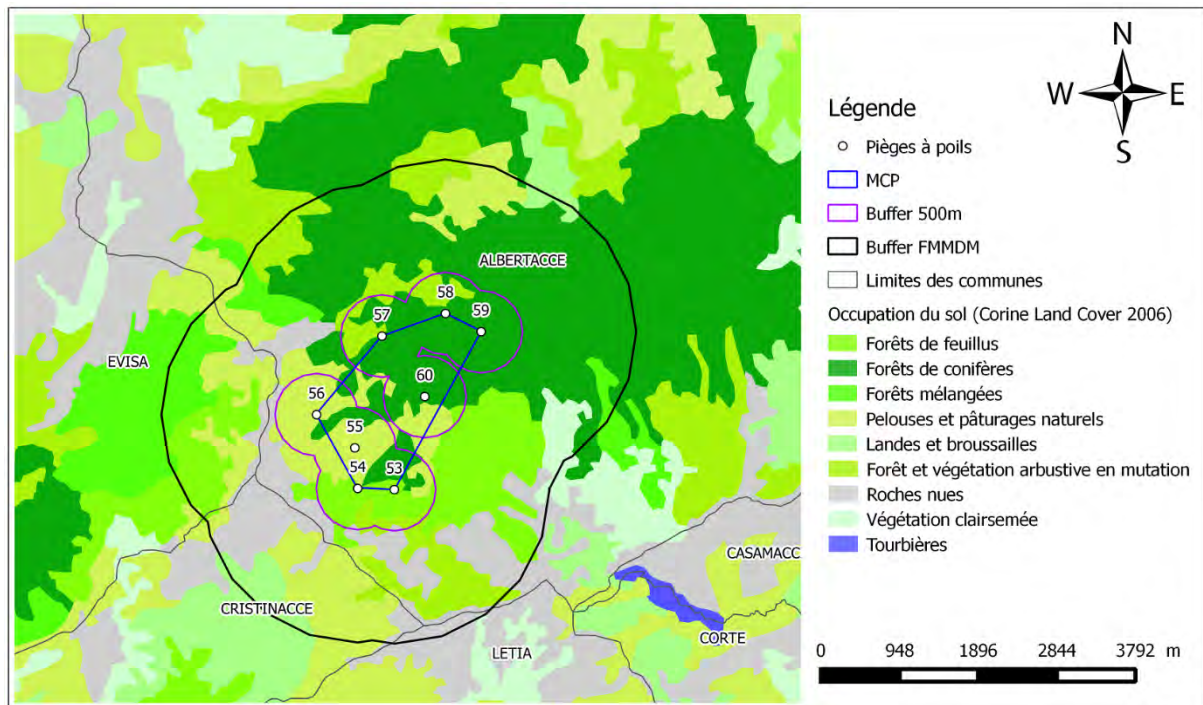 N
W E
S
Légende
Pièges à poils
MCP
Buffer 500m
Buffer FMMDM
Limites des communes
Occupation du sol (Corine Land Cover 2006)
Forêts de feuillus
Forêts de conifères
Forêts mélangées
Pelouses et pâturages naturels
Landes et broussailles
Forêt et végétation arbustive en mutation
Roches nues
Végétation clairsemée
Tourbières
0 948 1896 2844 3792 m
ALBERTACCE
58
57
59
EVISA
60
56
55
54
53
CASAMACC
CRISTINACCE
CORTE
LETIA